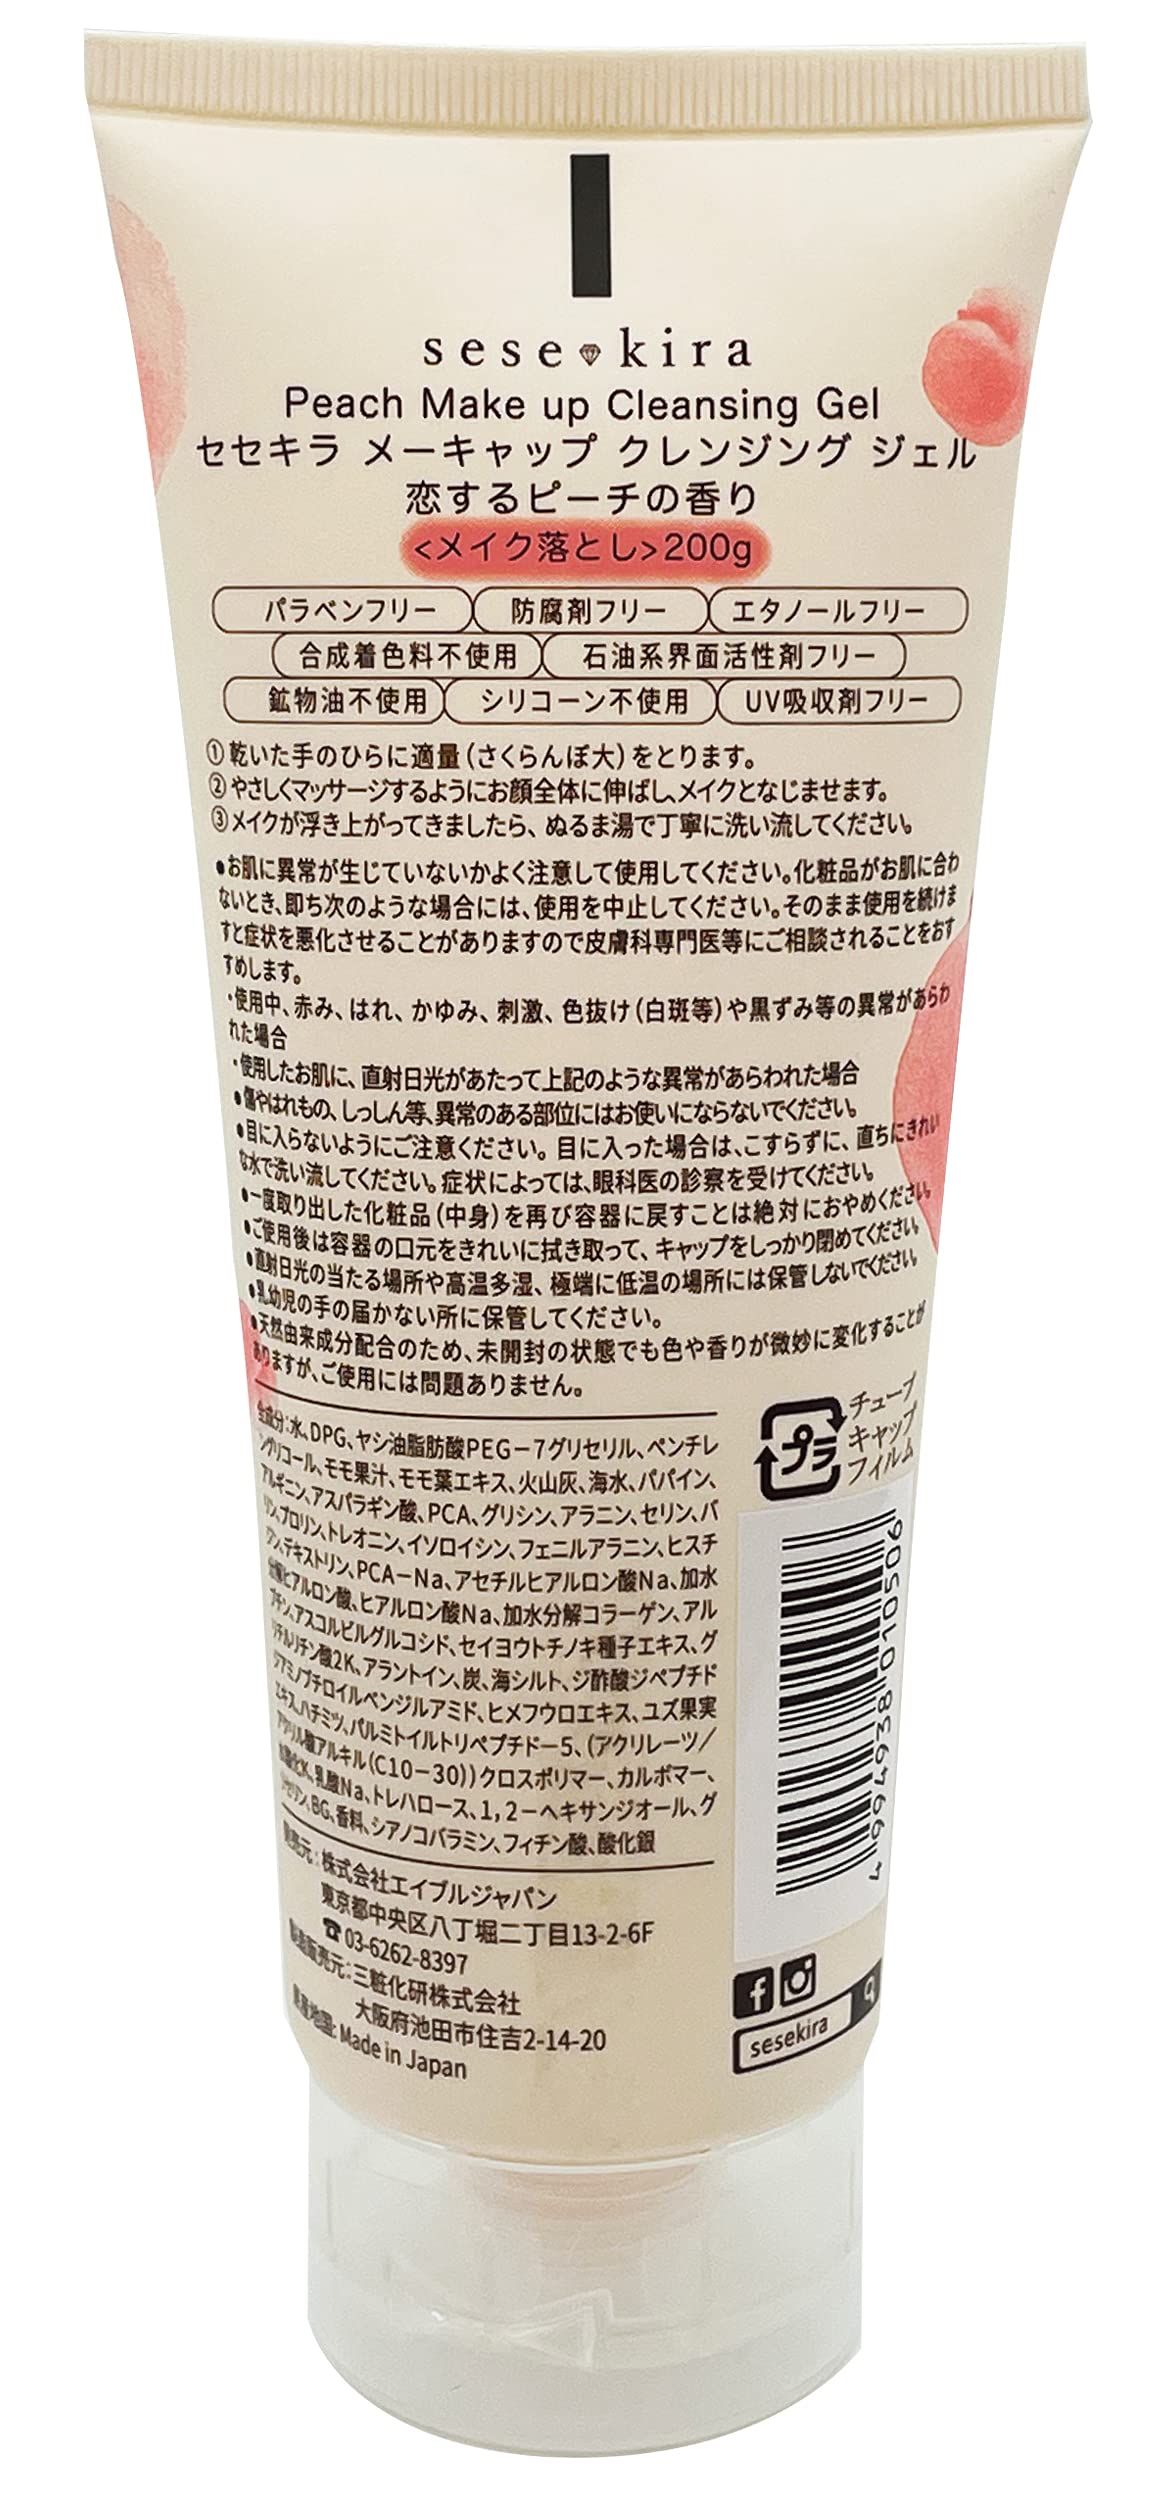 sese kira
Peach Make up Cleansing Gel
セセキラ メーキャップ クレンジング ジェル
恋するピーチの香り
<メイク落とし>200g
パラベンフリー 防腐剤フリー エタノールフリー
合成着色料不使用 石油系界面活性剤フリー
鉱物油不使用 シリコーン不使用 UV吸収剤フリー
①乾いた手のひらに適量(さくらんぼ大)をとります。
②やさしくマッサージするようにお顔全体に伸ばし、メイクとなじませます。
③メイクが浮き上がってきましたら、ぬるま湯で丁寧に洗い流してください。
●お肌に異常が生じていないかよく注意して使用してください。化粧品がお肌に合わ
ないとき、即ち次のような場合には、使用を中止してください。そのまま使用を続けま
すと症状を悪化させることがありますので皮膚科専門医等にご相談されることをおす
すめします。
・使用中、赤み、はれ、かゆみ、刺激、色抜け(白斑等)や黒ずみ等の異常があらわ
れた場合
・使用したお肌に、直射日光があたって上記のような異常があらわれた場合
●傷やはれもの、しっしん等、異常のある部位にはお使いにならないでください。
●目に入らないようにご注意ください。目に入った場合は、こすらずに、直ちにきれい
な水で洗い流してください。症状によっては、眼科医の診察を受けてください。
●一度取り出した化粧品(中身)を再び容器に戻すことは絶対におやめください。
●ご使用後は容器の口元をきれいに拭き取って、キャップをしっかり閉めてください。
●直射日光の当たる場所や高温多湿、極端に低温の場所には保管しないでください。
●乳幼児の手の届かない所に保管してください。
●天然由来成分配合のため、未開封の状態でも色や香りが微妙に変化することが
ありますが、ご使用には問題ありません。
全成分:水、DPG、ヤシ油脂肪酸PEG-7グリセリル、ペンチレ
ングリコール、モモ果汁、モモ葉エキス、火山灰、海水、パパイン、
アルギニン、アスパラギン酸、PCA、グリシン、アラニン、セリン、バ
リン、プロリン、トレオニン、イソロイシン、フェニルアラニン、ヒスチ
ジン、デキストリン、PCA-Na、アセチルヒアルロン酸Na、加水
分解ヒアルロン酸、ヒアルロン酸Na、加水分解コラーゲン、アル
ブチン、アスコルビルグルコシド、セイヨウトチノキ種子エキス、グ
リチルリチン酸2K、アラントイン、炭、海シルト、ジ酢酸ジペプチド
ジアミノブチロイルベンジルアミド、ヒメフウロエキス、ユズ果実
エキス、ハチミツ、パルミトイルトリペプチド-5、(アクリレーツ/
アクリル酸アルキル(C10-30))クロスポリマー、カルボマー、
水酸化K、乳酸Na、トレハロース、1,2-ヘキサンジオール、グ
リセリン、BG、香料、シアノコバラミン、フィチン酸、酸化銀
プラ
チューブ
キャップ
フィルム
4964938010506
発売元:株式会社エイブルジャパン
東京都中央区八丁堀二丁目13-2-6F
☎03-6262-8397
製造販売元:三粧化研株式会社
大阪府池田市住吉2-14-20
原産地国:Made in Japan
f
sesekira